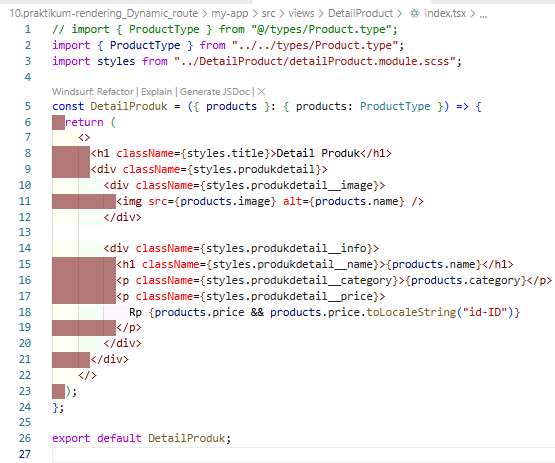 10.praktikum-rendering_Dynamic_route > my-app > src > views > DetailProduct > index.tsx > ...
1 // import { ProductType } from "@/types/Product.type";
2 import { ProductType } from "../../types/Product.type";
3 import styles from "../DetailProduct/detailProduct.module.scss";
4
Windsurf: Refactor | Explain | Generate JSDoc | X
5 const DetailProduk = ({ products }: { products: ProductType }) => {
6 return (
7 <>
8 <h1 className={styles.title}>Detail Produk</h1>
9 <div className={styles.produkdetail}>
10 <div className={styles.produkdetail__image}>
11 <img src={products.image} alt={products.name} />
12 </div>
13
14 <div className={styles.produkdetail__info}>
15 <h1 className={styles.produkdetail__name}>{products.name}</h1>
16 <p className={styles.produkdetail__category}>{products.category}</p>
17 <p className={styles.produkdetail__price}>
18 Rp {products.price && products.price.toLocaleString("id-ID")}
19 </p>
20 </div>
21 </div>
22 </>
23 );
24 };
25
26 export default DetailProduk;
27